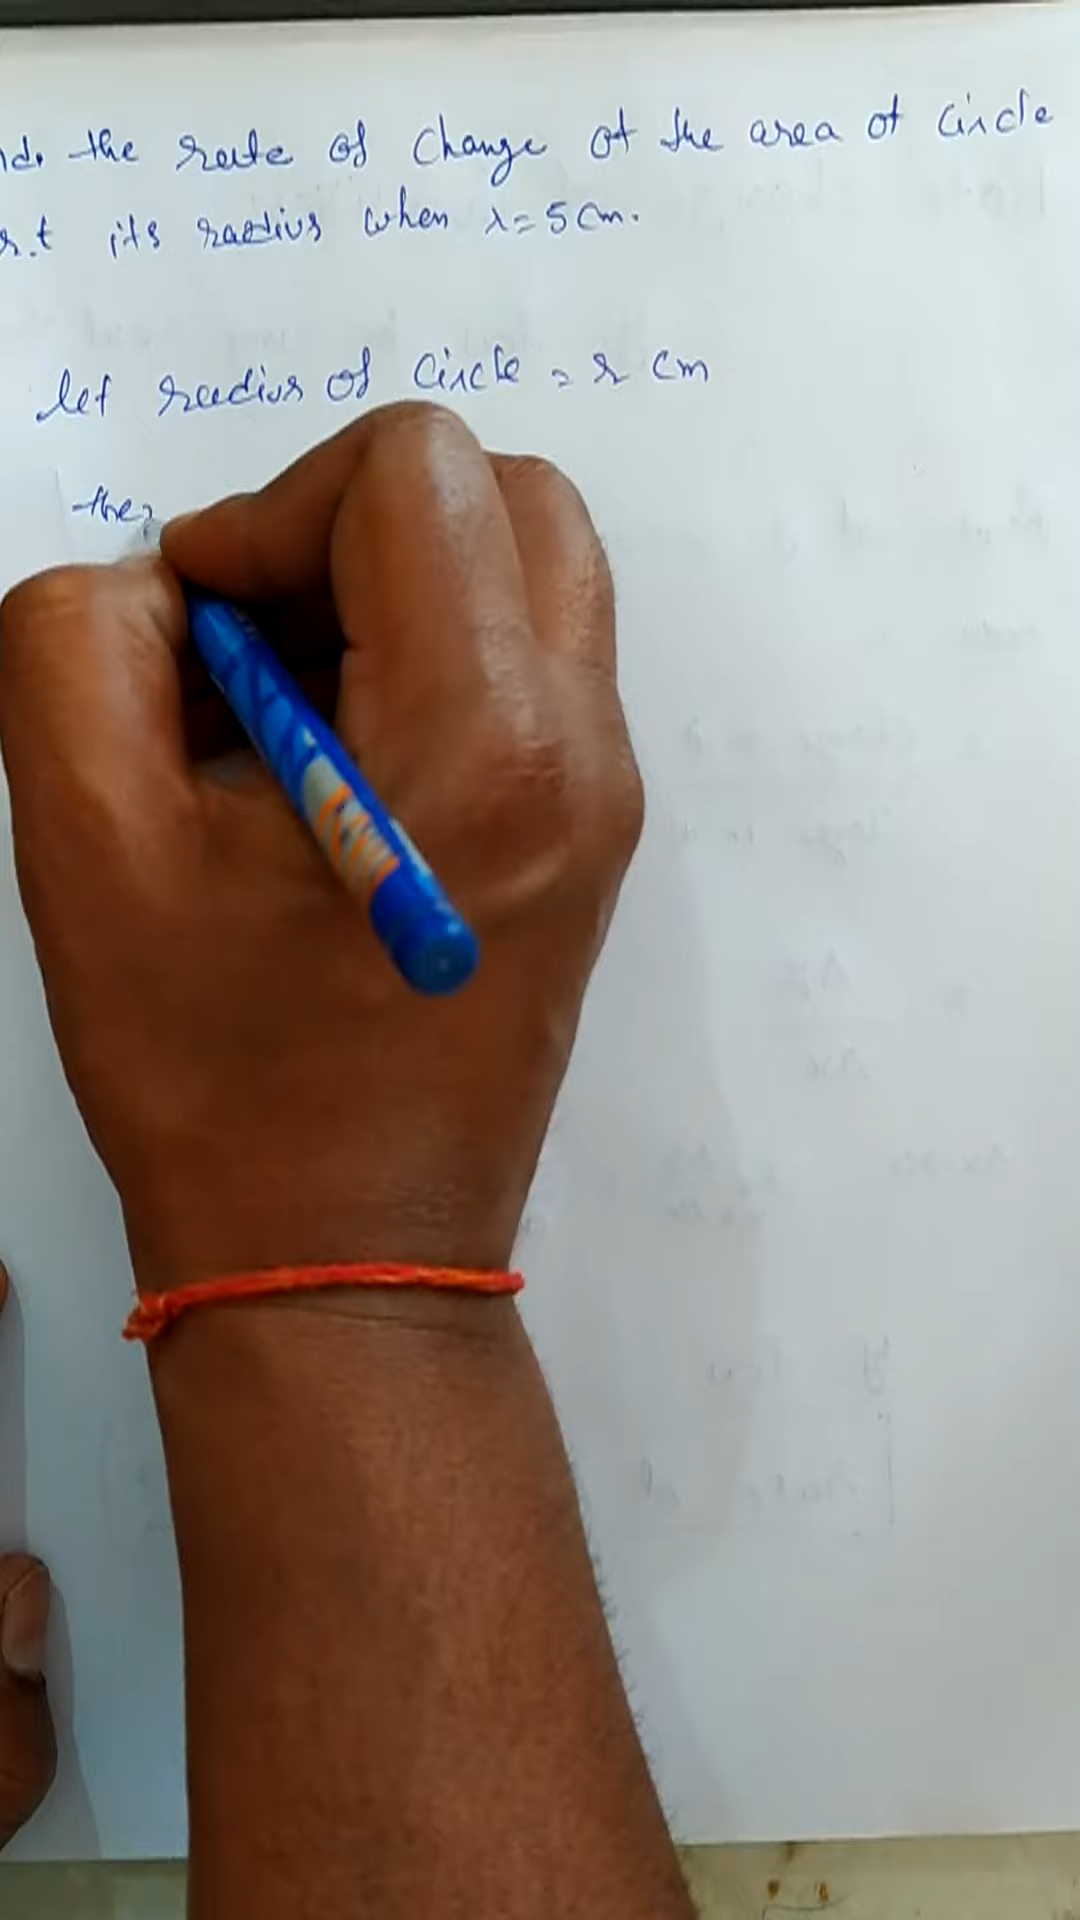 nd. the rate of change of the area of circle
r.t its radius when r=5cm.
let radius of circle = r cm
then